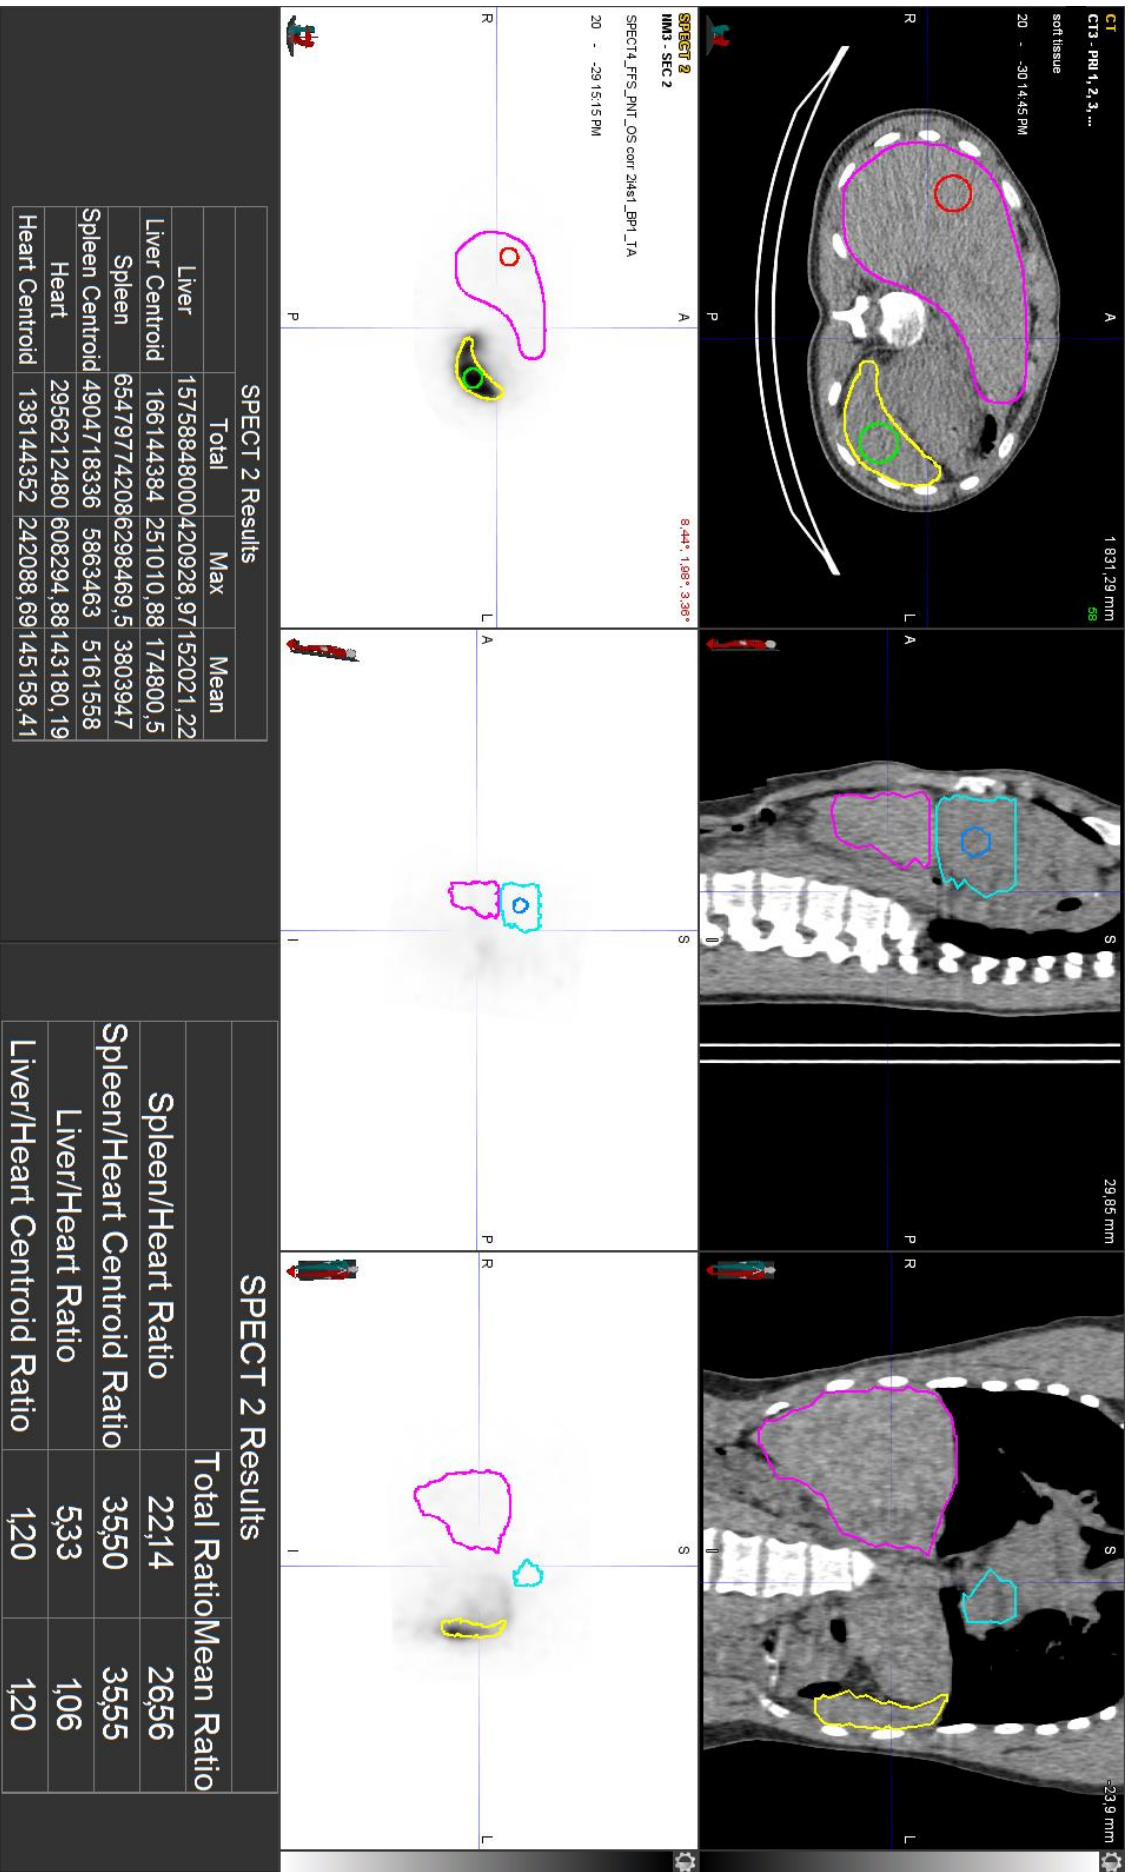 CT
CT3 - PRI 1, 2, 3, ...
soft tissue
20 - -30 14:45 PM
1 831,29 mm
58
R
A
P
L
29,85 mm
A
S
I
P
-23,9 mm
R
S
I
L
SPECT 2
NM3 - SEC 2
SPECT4_FFS_PNT_OS corr 2i4s1_BP1_TA
20 - -29 15:15 PM
8,44°, 1,98°, 3,36°
R
A
P
L
A
S
I
P
R
S
I
L
SPECT 2 Results
Total Max Mean
Liver 15758848000 420928,97 152021,22
Liver Centroid 166144384 251010,88 174800,5
Spleen 65479774208 6298469,5 3803947
Spleen Centroid 4904718336 5863463 5161558
Heart 2956212480 608294,88 143180,19
Heart Centroid 138144352 242088,69 145158,41
SPECT 2 Results
Total Ratio Mean Ratio
Spleen/Heart Ratio 22,14 26,56
Spleen/Heart Centroid Ratio 35,50 35,55
Liver/Heart Ratio 5,33 1,06
Liver/Heart Centroid Ratio 1,20 1,20